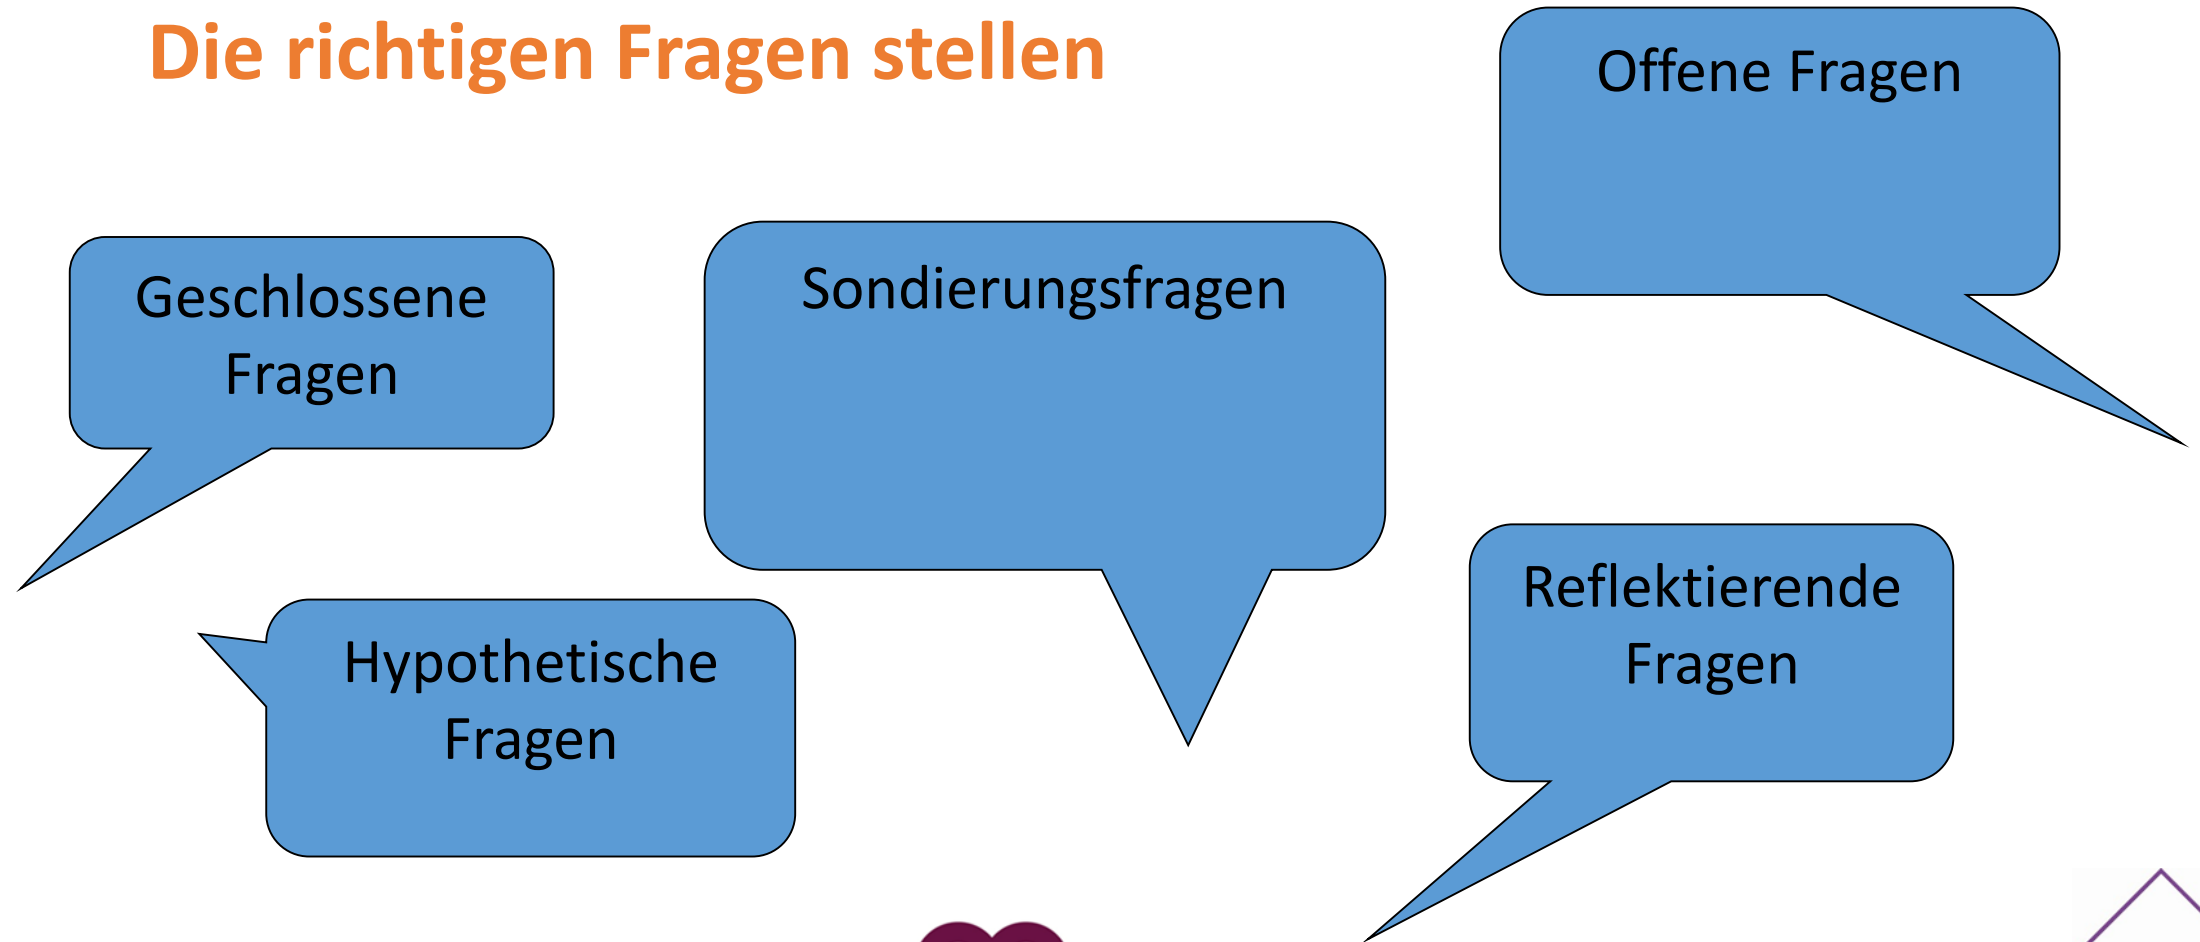 Die richtigen Fragen stellen
Offene Fragen
Geschlossene
Fragen
Sondierungsfragen
Hypothetische
Fragen
Reflektierende
Fragen